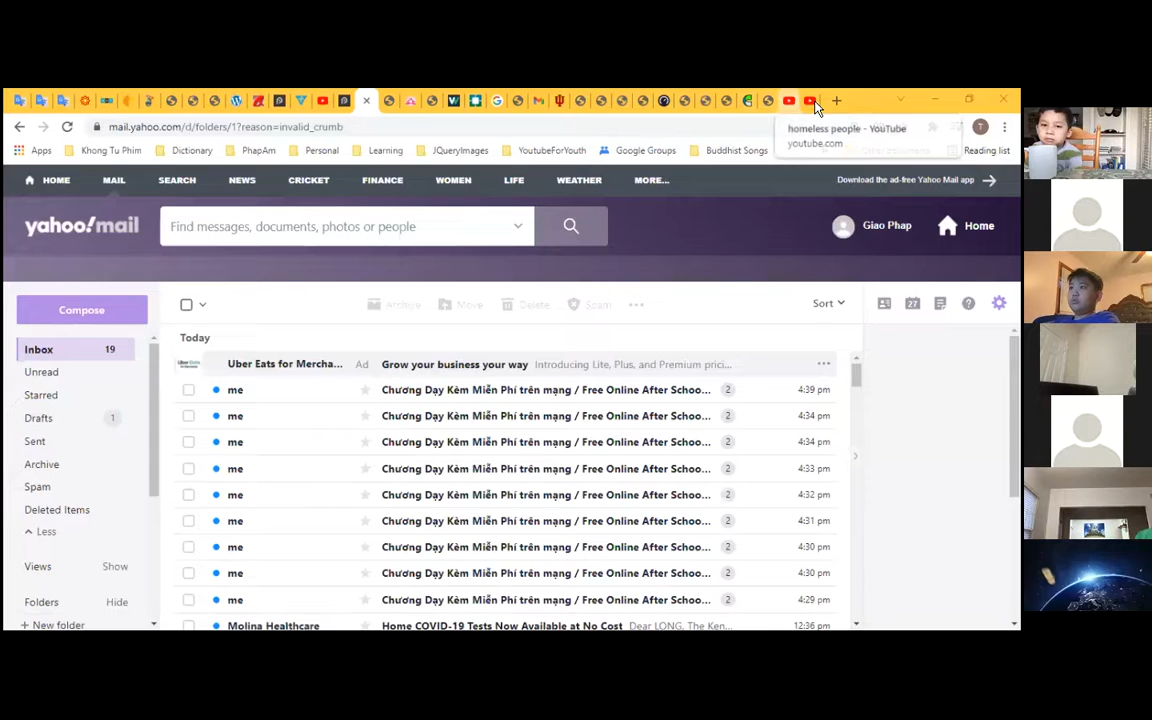 homeless people - YouTube
youtube.com
mail.yahoo.com/d/folders/1?reason=invalid_crumb
Apps Khong Tu Phim Dictionary PhapAm Personal Learning JQueryImages YoutubeForYouth Google Groups Buddhist Songs Reading list
HOME MAIL SEARCH NEWS CRICKET FINANCE WOMEN LIFE WEATHER MORE... Download the ad-free Yahoo Mail app
yahoo!mail Find messages, documents, photos or people Giao Phap Home
Compose Archive Move Delete Spam Sort 27
Today
Inbox 19
Uber Eats for Mercha... Ad Grow your business your way Introducing Lite, Plus, and Premium prici...
Unread
me Chương Dạy Kèm Miễn Phí trên mạng / Free Online After Schoo... 2 4:39 pm
Starred
me Chương Dạy Kèm Miễn Phí trên mạng / Free Online After Schoo... 2 4:34 pm
Drafts 1
Sent
me Chương Dạy Kèm Miễn Phí trên mạng / Free Online After Schoo... 2 4:34 pm
Archive
me Chương Dạy Kèm Miễn Phí trên mạng / Free Online After Schoo... 2 4:33 pm
Spam
me Chương Dạy Kèm Miễn Phí trên mạng / Free Online After Schoo... 2 4:32 pm
Deleted Items
me Chương Dạy Kèm Miễn Phí trên mạng / Free Online After Schoo... 2 4:31 pm
Less
me Chương Dạy Kèm Miễn Phí trên mạng / Free Online After Schoo... 2 4:30 pm
Views Show
me Chương Dạy Kèm Miễn Phí trên mạng / Free Online After Schoo... 2 4:30 pm
Folders Hide
me Chương Dạy Kèm Miễn Phí trên mạng / Free Online After Schoo... 2 4:29 pm
+ New folder
Molina Healthcare Home COVID-19 Tests Now Available at No Cost Dear LONG, The Ken... 12:36 pm